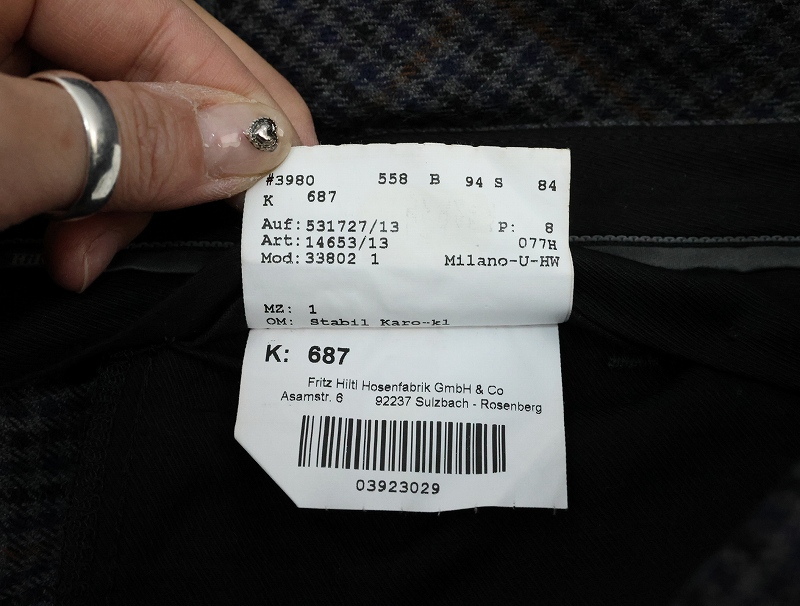 #3980 558 B 94 S 84
K 687
Auf: 531727/13 P: 8
Art: 14653/13 077H
Mod: 33802 1 Milano-U-HW
MZ: 1
OM: Stabil Karo-kl
K: 687
Fritz Hiltl Hosenfabrik GmbH & Co
Asamstr. 6 92237 Sulzbach - Rosenberg
03923029